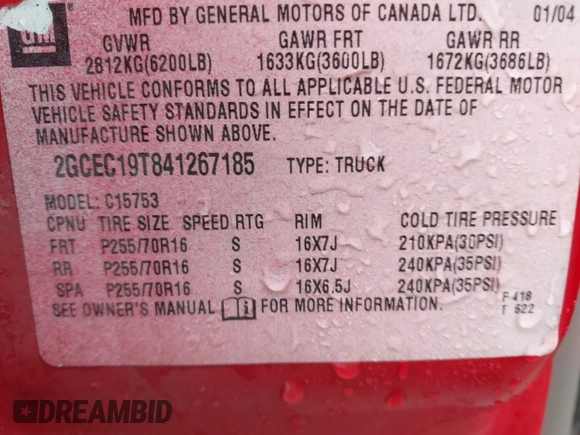 GM
MFD BY GENERAL MOTORS OF CANADA LTD. 01/04
GVWR GAWR FRT GAWR RR
2812KG(6200LB) 1633KG(3600LB) 1672KG(3686LB)
THIS VEHICLE CONFORMS TO ALL APPLICABLE U.S. FEDERAL MOTOR
VEHICLE SAFETY STANDARDS IN EFFECT ON THE DATE OF
MANUFACTURE SHOWN ABOVE.
2GCEC19T841267185 TYPE: TRUCK
MODEL: C15753
CPNU TIRE SIZE SPEED RTG RIM COLD TIRE PRESSURE
FRT P255/70R16 S 16X7J 210KPA(30PSI)
RR P255/70R16 S 16X7J 240KPA(35PSI)
SPA P255/70R16 S 16X6.5J 240KPA(35PSI)
SEE OWNER'S MANUAL FOR MORE INFORMATION.
F 418
T 622
DREAMBID